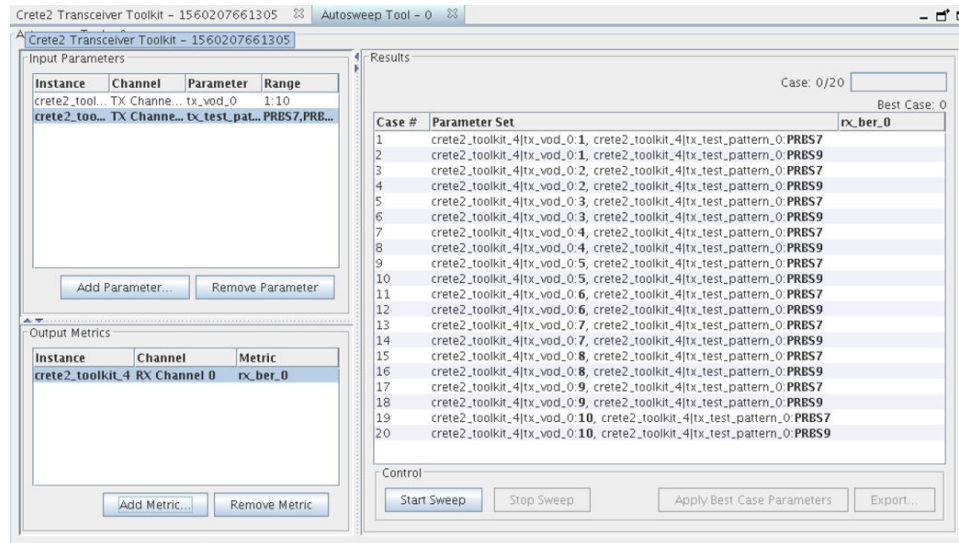 Crete2 Transceiver Toolkit - 1560207661305 Autosweep Tool - 0
Crete2 Transceiver Toolkit - 1560207661305
Input Parameters
Instance Channel Parameter Range
crete2_tool... TX Channe... tx_vod_0 1:10
crete2_too... TX Channe... tx_test_pat... PRBS7,PRB...
Add Parameter... Remove Parameter
Output Metrics
Instance Channel Metric
crete2_toolkit_4 RX Channel 0 rx_ber_0
Add Metric... Remove Metric
Results
Case: 0/20
Best Case: 0
Case # Parameter Set rx_ber_0
1 crete2_toolkit_4|tx_vod_0:1, crete2_toolkit_4|tx_test_pattern_0:PRBS7
2 crete2_toolkit_4|tx_vod_0:1, crete2_toolkit_4|tx_test_pattern_0:PRBS9
3 crete2_toolkit_4|tx_vod_0:2, crete2_toolkit_4|tx_test_pattern_0:PRBS7
4 crete2_toolkit_4|tx_vod_0:2, crete2_toolkit_4|tx_test_pattern_0:PRBS9
5 crete2_toolkit_4|tx_vod_0:3, crete2_toolkit_4|tx_test_pattern_0:PRBS7
6 crete2_toolkit_4|tx_vod_0:3, crete2_toolkit_4|tx_test_pattern_0:PRBS9
7 crete2_toolkit_4|tx_vod_0:4, crete2_toolkit_4|tx_test_pattern_0:PRBS7
8 crete2_toolkit_4|tx_vod_0:4, crete2_toolkit_4|tx_test_pattern_0:PRBS9
9 crete2_toolkit_4|tx_vod_0:5, crete2_toolkit_4|tx_test_pattern_0:PRBS7
10 crete2_toolkit_4|tx_vod_0:5, crete2_toolkit_4|tx_test_pattern_0:PRBS9
11 crete2_toolkit_4|tx_vod_0:6, crete2_toolkit_4|tx_test_pattern_0:PRBS7
12 crete2_toolkit_4|tx_vod_0:6, crete2_toolkit_4|tx_test_pattern_0:PRBS9
13 crete2_toolkit_4|tx_vod_0:7, crete2_toolkit_4|tx_test_pattern_0:PRBS7
14 crete2_toolkit_4|tx_vod_0:7, crete2_toolkit_4|tx_test_pattern_0:PRBS9
15 crete2_toolkit_4|tx_vod_0:8, crete2_toolkit_4|tx_test_pattern_0:PRBS7
16 crete2_toolkit_4|tx_vod_0:8, crete2_toolkit_4|tx_test_pattern_0:PRBS9
17 crete2_toolkit_4|tx_vod_0:9, crete2_toolkit_4|tx_test_pattern_0:PRBS7
18 crete2_toolkit_4|tx_vod_0:9, crete2_toolkit_4|tx_test_pattern_0:PRBS9
19 crete2_toolkit_4|tx_vod_0:10, crete2_toolkit_4|tx_test_pattern_0:PRBS7
20 crete2_toolkit_4|tx_vod_0:10, crete2_toolkit_4|tx_test_pattern_0:PRBS9
Control
Start Sweep Stop Sweep Apply Best Case Parameters Export...